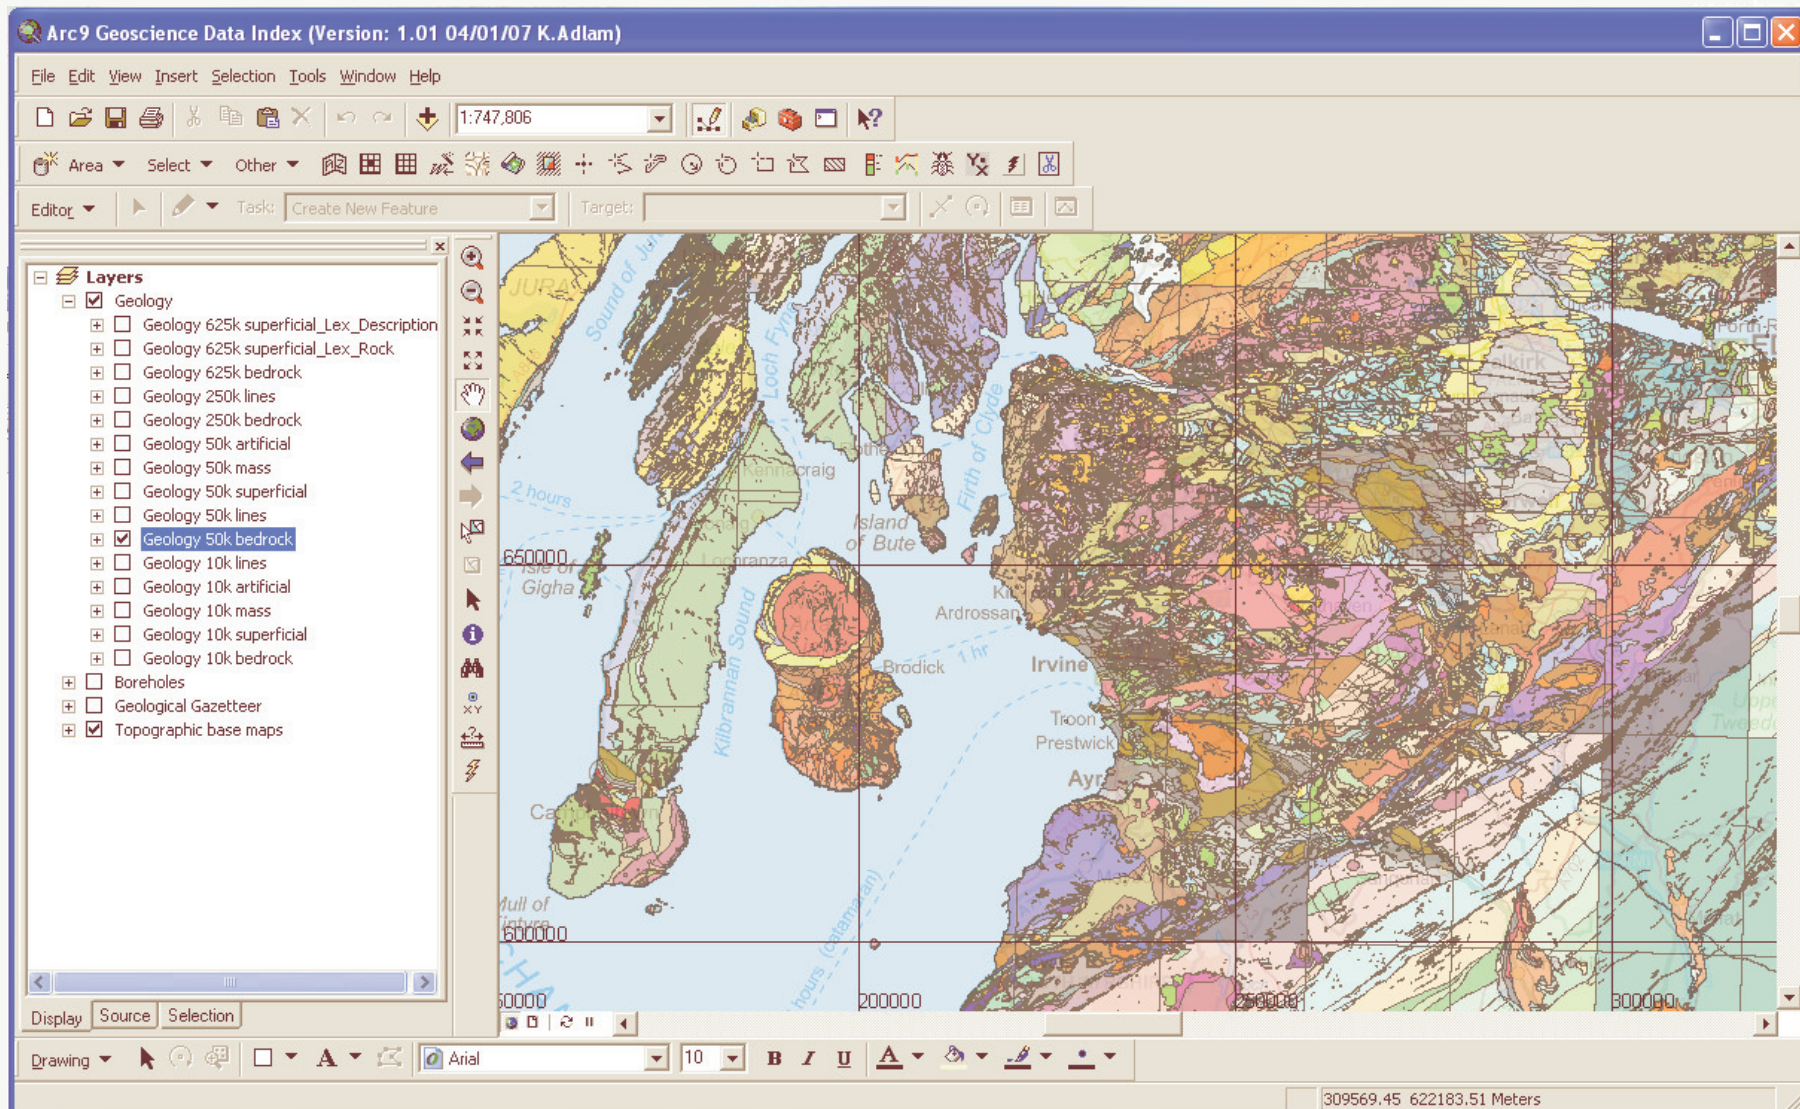 Arc9 Geoscience Data Index (Version: 1.01 04/01/07 K.Adlam)
File Edit View Insert Selection Tools Window Help
1:747,806
Area Select Other
Editor Task: Create New Feature Target:
Layers
Geology
Geology 625k superficial_Lex_Description
Geology 625k superficial_Lex_Rock
Geology 625k bedrock
Geology 250k lines
Geology 250k bedrock
Geology 50k artificial
Geology 50k mass
Geology 50k superficial
Geology 50k lines
Geology 50k bedrock
Geology 10k lines
Geology 10k artificial
Geology 10k mass
Geology 10k superficial
Geology 10k bedrock
Boreholes
Geological Gazetteer
Topographic base maps
Display Source Selection
JURA
Sound of Jur
Loch Fyne
Firth of Clyde
Kennacraig
2 hours
Island
of Bute
650000
Isle of
Gigha
Lochranza
Kilbrannan Sound
Ardrossan
Brodick
1 hr
Irvine
Troon
Prestwick
Ayr
Mull of
hours (catamaran)
600000
50000 200000 250000 300000
Drawing Arial 10 B I U A
309569.45 622183.51 Meters